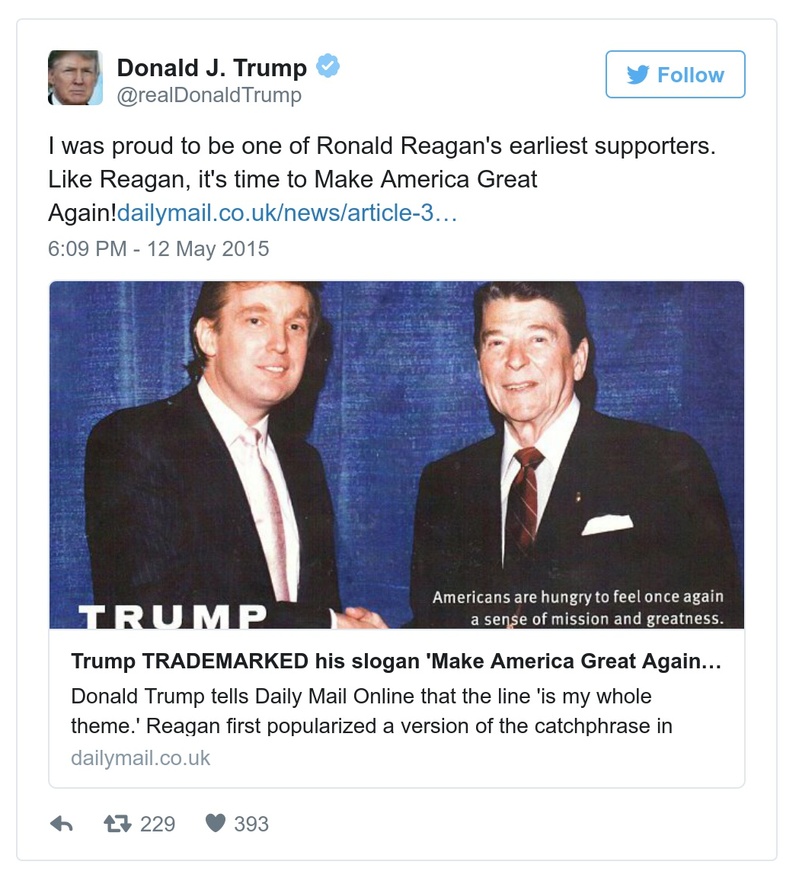 Donald J. Trump
@realDonaldTrump
Follow
I was proud to be one of Ronald Reagan's earliest supporters.
Like Reagan, it's time to Make America Great
Again!dailymail.co.uk/news/article-3…
6:09 PM - 12 May 2015
TRUMP
Americans are hungry to feel once again
a sense of mission and greatness.
Trump TRADEMARKED his slogan 'Make America Great Again…
Donald Trump tells Daily Mail Online that the line 'is my whole
theme.' Reagan first popularized a version of the catchphrase in
dailymail.co.uk
229
393